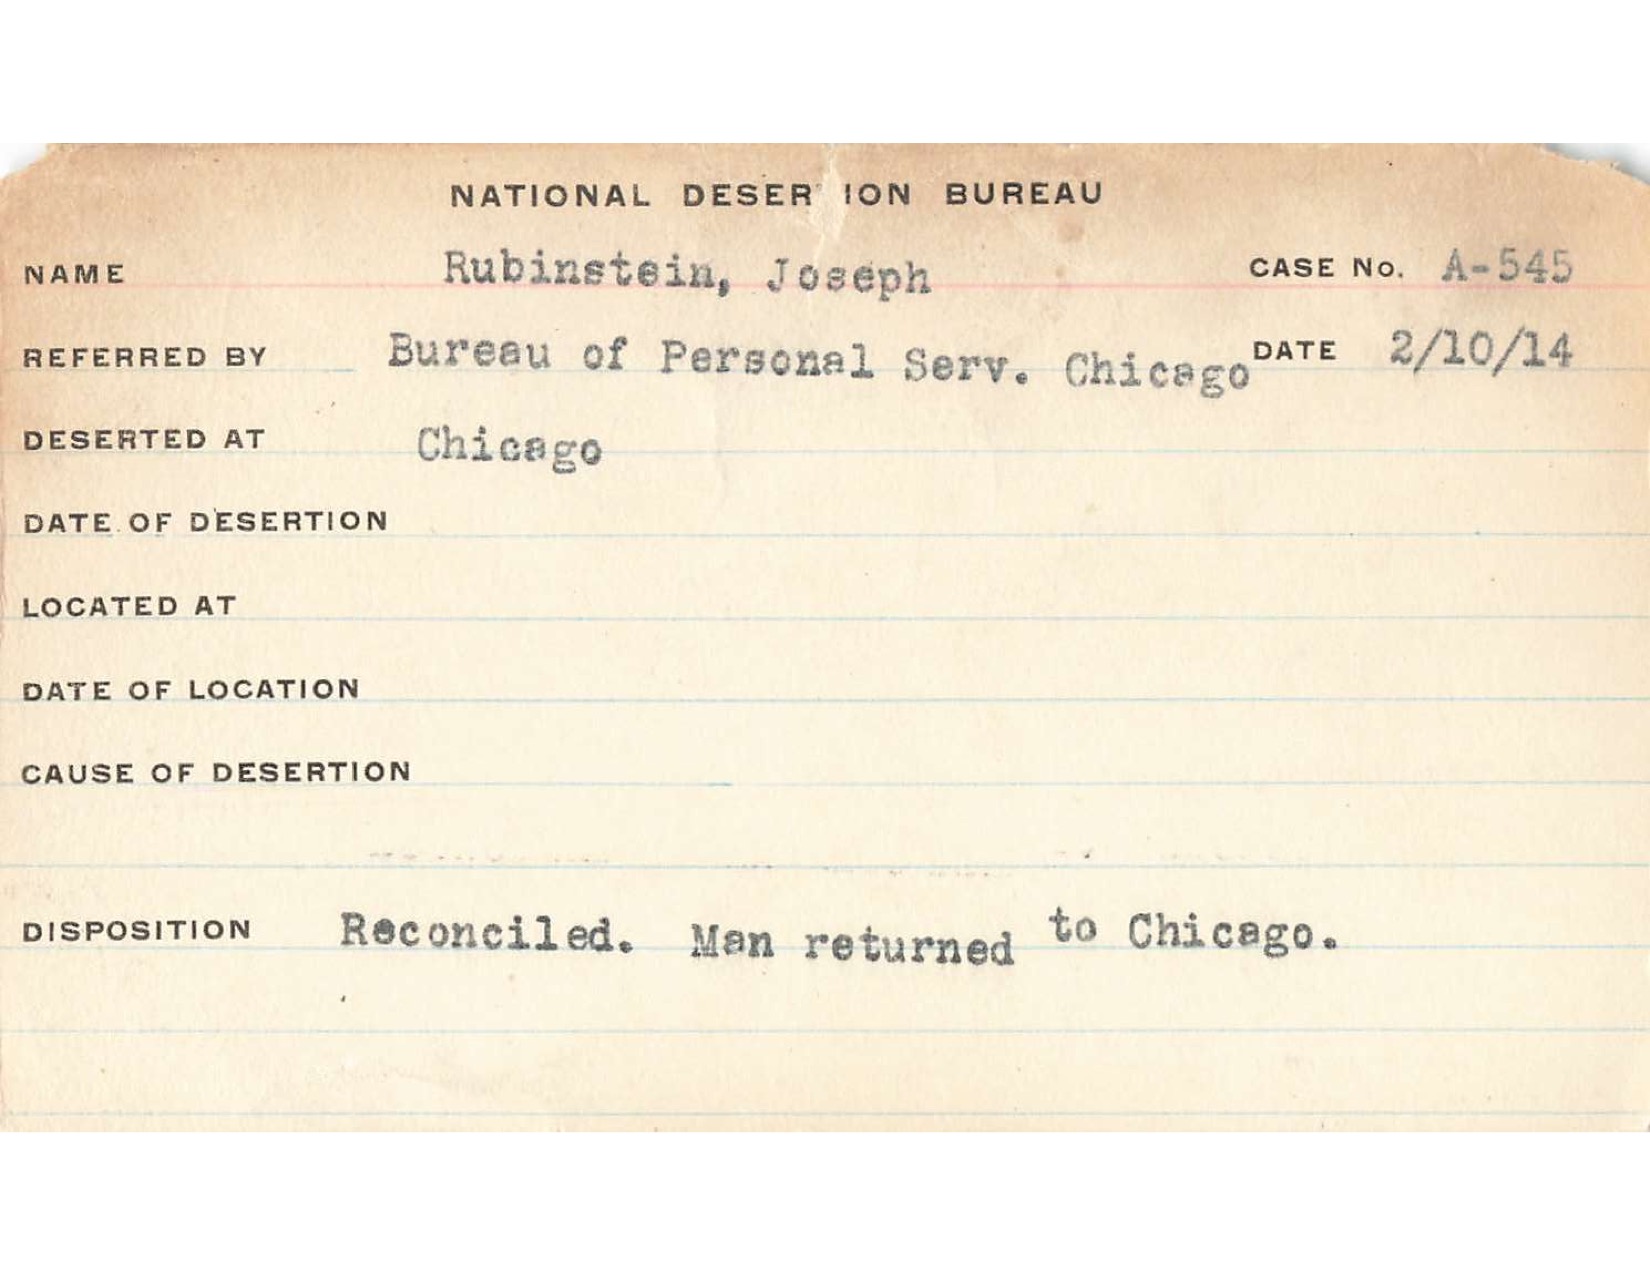 NATIONAL DESERTION BUREAU
NAME Rubinstein, Joseph CASE No. A-545
REFERRED BY Bureau of Personal Serv. Chicago DATE 2/10/14
DESERTED AT Chicago
DATE OF DESERTION
LOCATED AT
DATE OF LOCATION
CAUSE OF DESERTION
DISPOSITION Reconciled. Man returned to Chicago.